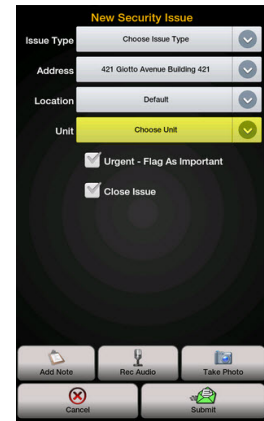 New Security Issue
Issue Type Choose Issue Type
Address 421 Giotto Avenue Building 421
Location Default
Unit Choose Unit
Urgent - Flag As Important
Close Issue
Add Note Rec Audio Take Photo
Cancel Submit